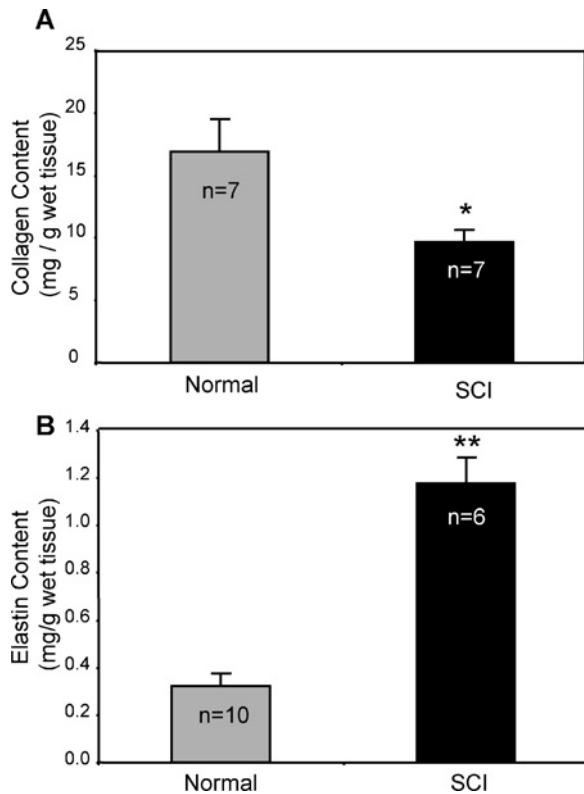 A
Collagen Content
(mg / g wet tissue)
25
20
15
10
5
0
n=7
*
n=7
Normal
SCI
B
Elastin Content
(mg/g wet tissue)
1.4
1.2
1.0
0.8
0.6
0.4
0.2
0.0
**
n=6
n=10
Normal
SCI